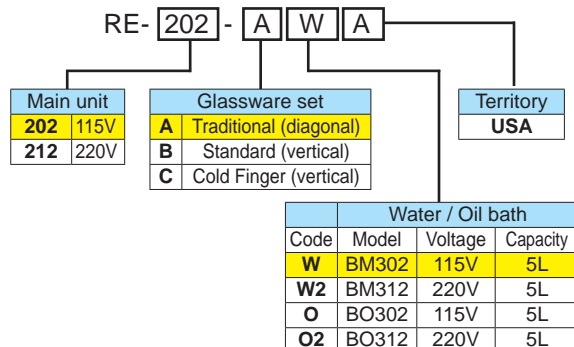 RE- 202 - A W A
Main unit
202 115V
212 220V
Glassware set
A Traditional (diagonal)
B Standard (vertical)
C Cold Finger (vertical)
Territory
USA
Water / Oil bath
Code Model Voltage Capacity
W BM302 115V 5L
W2 BM312 220V 5L
O BO302 115V 5L
O2 BO312 220V 5L